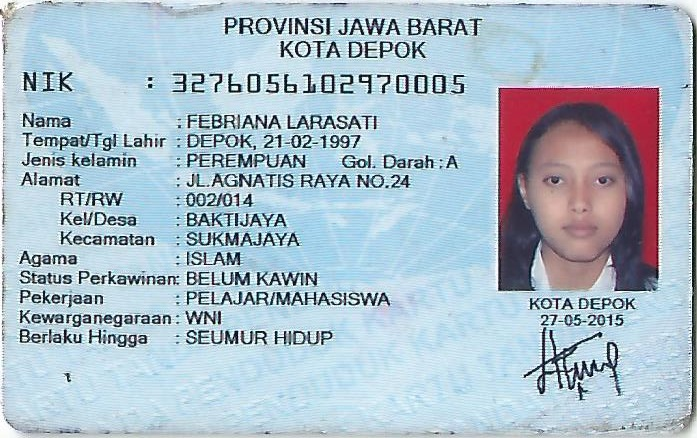 PROVINSI JAWA BARAT
KOTA DEPOK
NIK : 3276056102970005
Nama : FEBRIANA LARASATI
Tempat/Tgl Lahir : DEPOK, 21-02-1997
Jenis kelamin : PEREMPUAN Gol. Darah : A
Alamat : JL.AGNATIS RAYA NO.24
RT/RW : 002/014
Kel/Desa : BAKTIJAYA
Kecamatan : SUKMAJAYA
Agama : ISLAM
Status Perkawinan: BELUM KAWIN
Pekerjaan : PELAJAR/MAHASISWA
Kewarganegaraan : WNI
Berlaku Hingga : SEUMUR HIDUP
KOTA DEPOK
27-05-2015